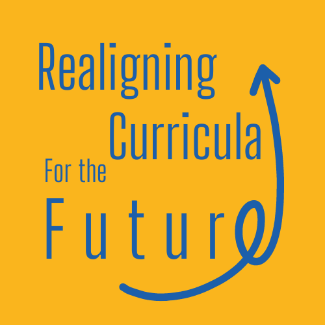 Realigning
Curricula
For the
Future